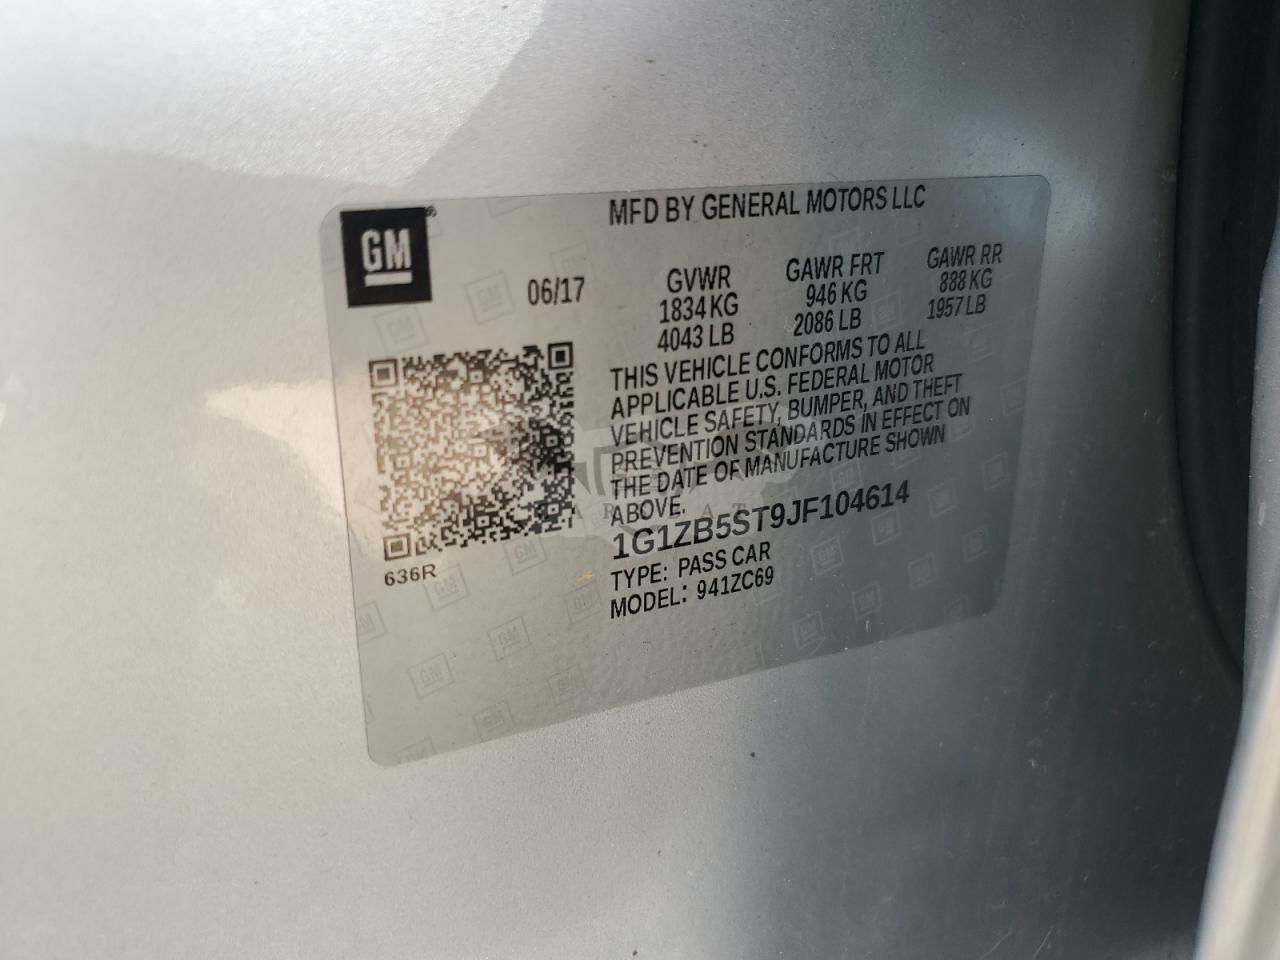 GM
MFD BY GENERAL MOTORS LLC
06/17
GVWR
1834 KG
4043 LB
GAWR FRT
946 KG
2086 LB
GAWR RR
888 KG
1957 LB
THIS VEHICLE CONFORMS TO ALL
APPLICABLE U.S. FEDERAL MOTOR
VEHICLE SAFETY, BUMPER, AND THEFT
PREVENTION STANDARDS IN EFFECT ON
THE DATE OF MANUFACTURE SHOWN
ABOVE.
1G1ZB5ST9JF104614
TYPE: PASS CAR
MODEL: 941ZC69
636R